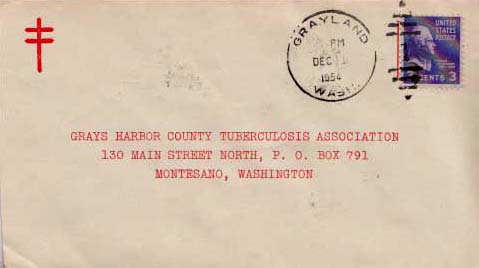 GRAYLAND
PM
DEC
1954
WASH.
UNITED
STATES
POSTAGE
CENTS 3
GRAYS HARBOR COUNTY TUBERCULOSIS ASSOCIATION
130 MAIN STREET NORTH, P. O. BOX 791
MONTESANO, WASHINGTON